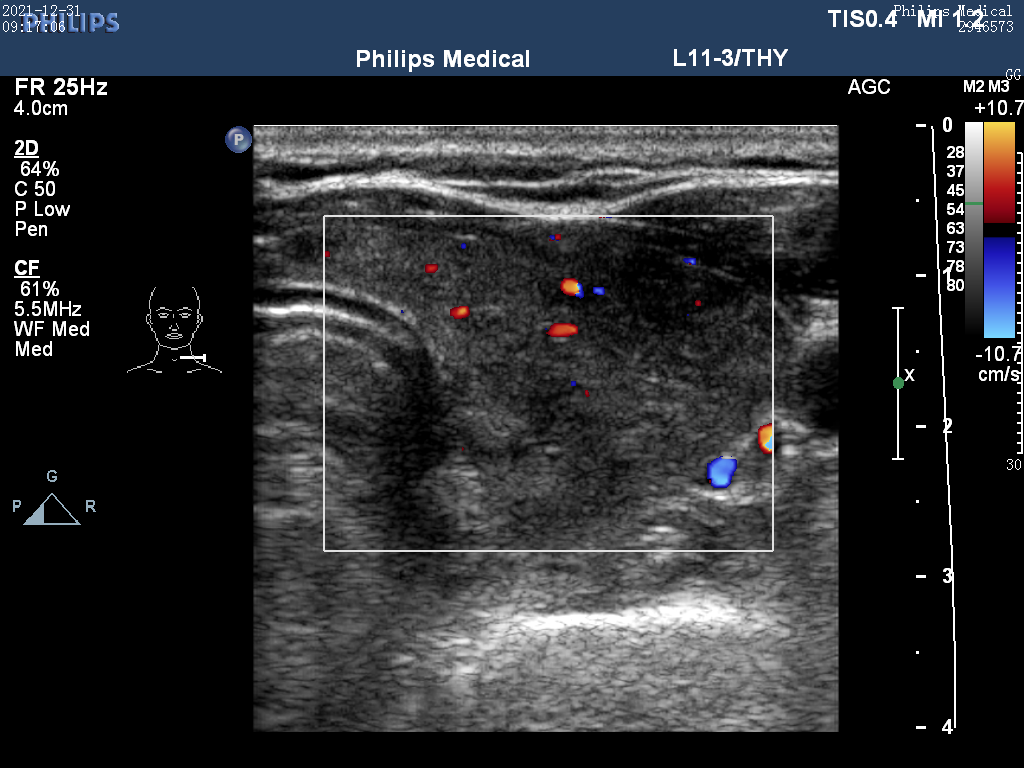 2021-12-31
09:17:06
PHILIPS
TIS0.4 MI 1.2
Philips Medical
2946573
Philips Medical
L11-3/THY
GG
FR 25Hz
4.0cm
2D
64%
C 50
P Low
Pen
CF
61%
5.5MHz
WF Med
Med
P
AGC
M2 M3
+10.7
28
37
45
54
63
73
78
80
-10.7
cm/s
0
1
2
3
4
X
30
G
P R